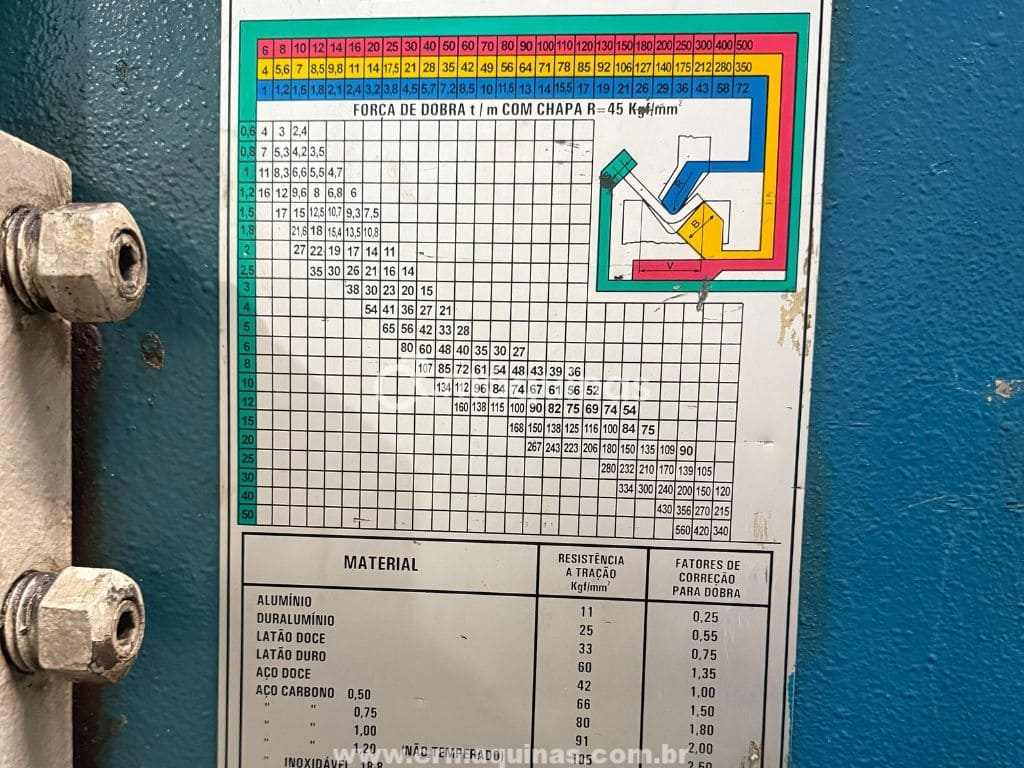 6 8 10 12 14 16 20 25 30 40 50 60 70 80 90 100 110 120 130 150 180 200 250 300 400 500
4 5,6 7 8,5 9,8 11 14 17,5 21 28 35 42 49 56 64 71 78 85 92 106 127 140 175 212 280 350
1 1,2 1,5 1,8 2,1 2,4 3,2 3,8 4,5 5,7 7,2 8,5 10 11,5 13 14 15,5 17 19 21 26 29 36 43 58 72
FORÇA DE DOBRA t / m COM CHAPA R=45 Kgf/mm²
0,6 4 3 2,4
0,8 7 5,3 4,2 3,5
1 11 8,3 6,6 5,5 4,7
1,2 16 12 9,6 8 6,8 6
1,5 17 15 12,5 10,7 9,3 7,5
1,8 21,6 18 15,4 13,5 10,8
2 27 22 19 17 14 11
2,5 35 30 26 21 16 14
3 38 30 23 20 15
4 54 41 36 27 21
5 65 56 42 33 28
6 80 60 48 40 35 30 27
8 107 85 72 61 54 48 43 39 36
10 134 112 96 84 74 67 61 56 52
12 160 138 115 100 90 82 75 69 74 54
15 168 150 138 125 116 100 84 75
20 267 243 223 206 180 150 135 109 90
25 280 232 210 170 139 105
30 334 300 240 200 150 120
40 430 356 270 215
50 560 420 340
S
R
B
V
MATERIAL RESISTÊNCIA A TRAÇÃO Kgf/mm² FATORES DE CORREÇÃO PARA DOBRA
ALUMÍNIO 11 0,25
DURALUMÍNIO 25 0,55
LATÃO DOCE 33 0,75
LATÃO DURO 60 1,35
AÇO DOCE 42 1,00
AÇO CARBONO 0,50 66 1,50
" " 0,75 80 1,80
" " 1,00 91 2,00
" " 1,20 (NÃO TEMPERADO) 105 2,50
INOXIDÁVEL 18.8
www.crmaquinas.com.br